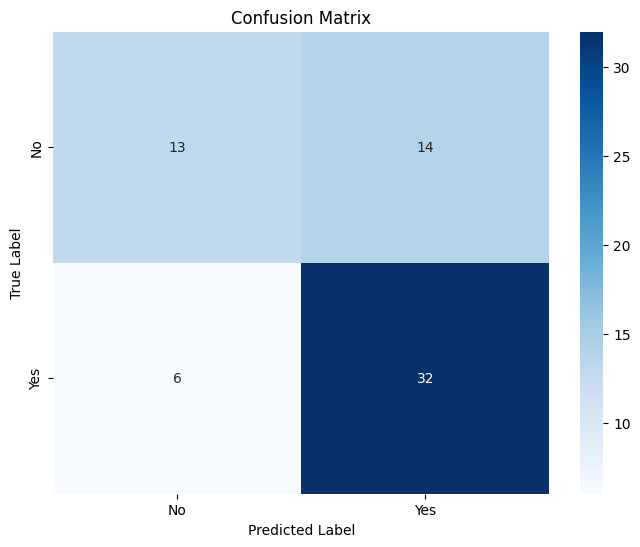 Confusion Matrix
No
13
14
Yes
6
32
True Label
No
Yes
Predicted Label
30
25
20
15
10